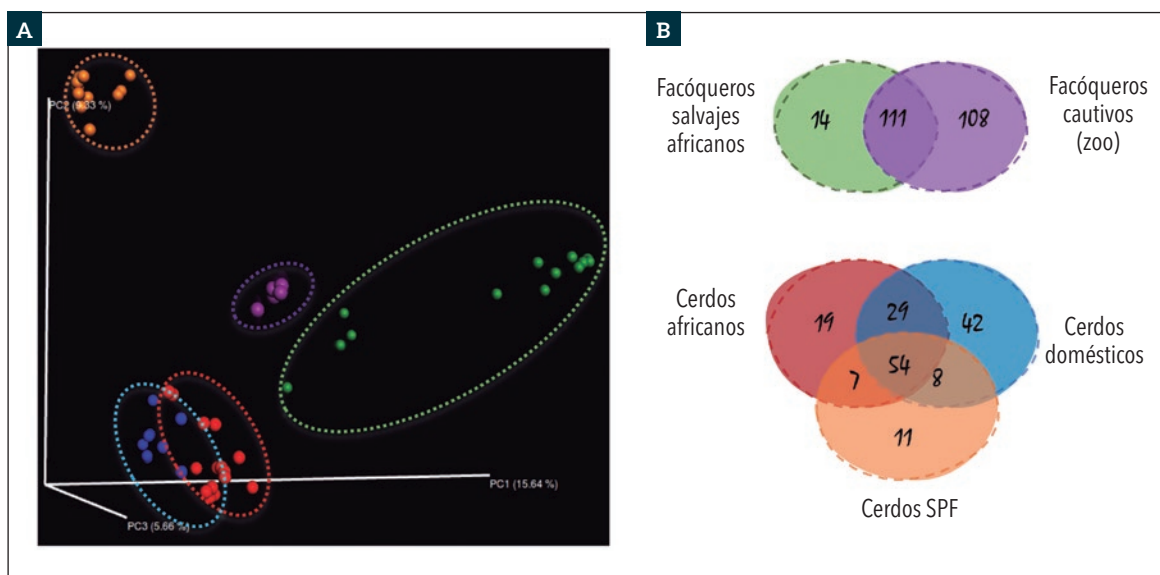 A
PC2 (9.33 %)
PC1 (15.64 %)
PC3 (5.66 %)
B
Facóqueros
salvajes
africanos
14
111
108
Facóqueros
cautivos
(zoo)
Cerdos
africanos
19
29
42
Cerdos
domésticos
7
54
8
11
Cerdos SPF